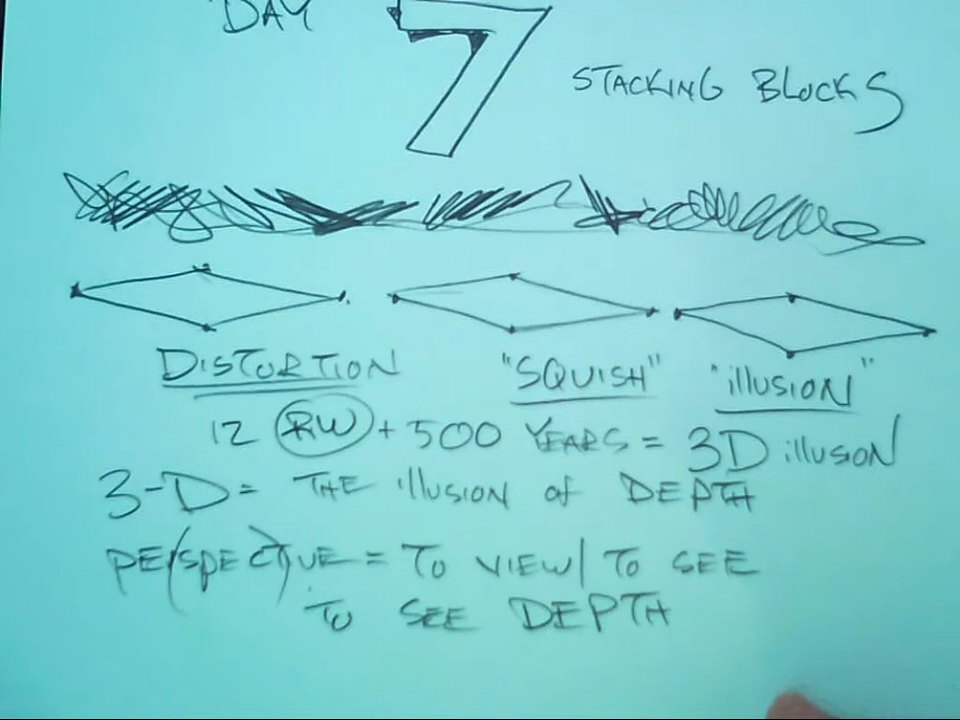 DAY 7 STACKING BLOCKS
DISTORTION "SQUISH" "illUSION"
12 RW + 500 YEARS = 3D illUSION
3-D = THE illUSION of DEPTH
PERSPECTIVE = TO VIEW/TO SEE
TO SEE DEPTH